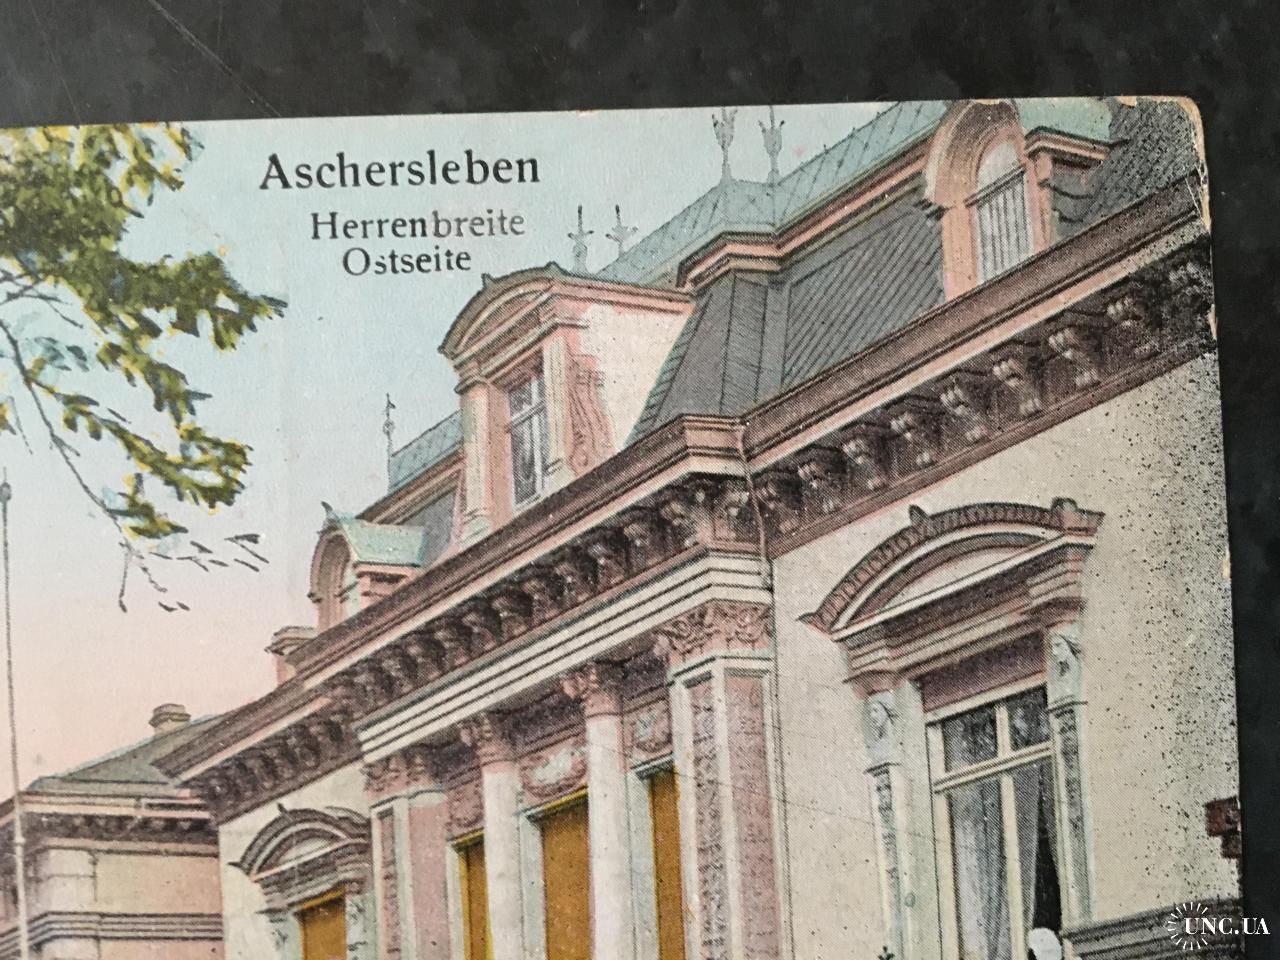 Aschersleben
Herrenbreite
Ostseite
UNC.UA